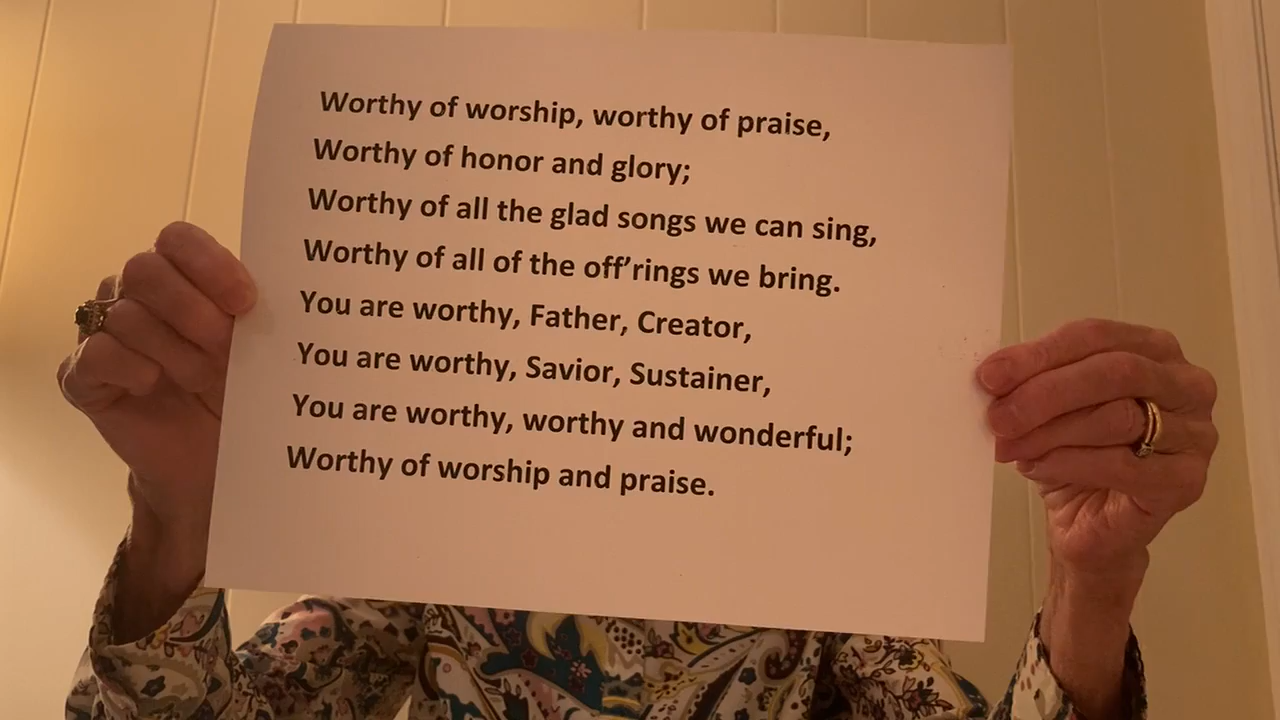 Worthy of worship, worthy of praise,
Worthy of honor and glory;
Worthy of all the glad songs we can sing,
Worthy of all of the off’rings we bring.
You are worthy, Father, Creator,
You are worthy, Savior, Sustainer,
You are worthy, worthy and wonderful;
Worthy of worship and praise.